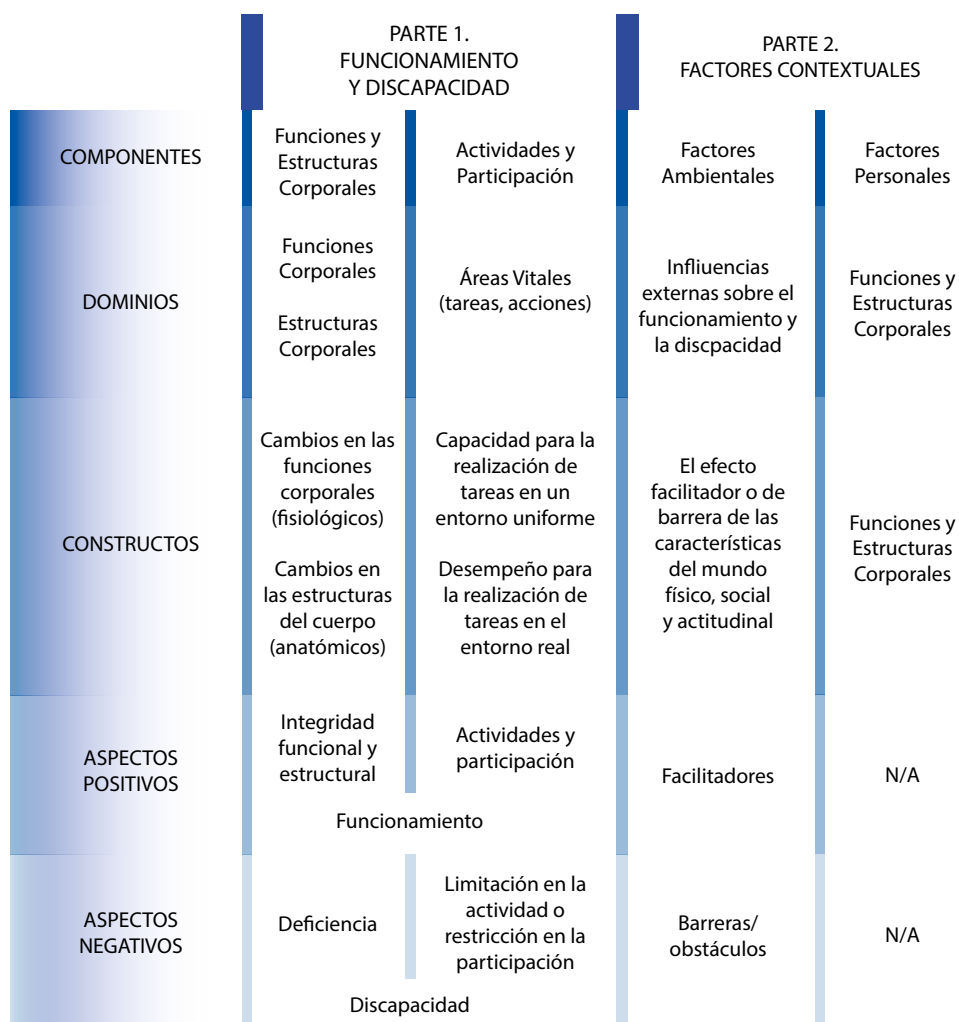 PARTE 1.
FUNCIONAMIENTO
Y DISCAPACIDAD
PARTE 2.
FACTORES CONTEXTUALES
COMPONENTES
Funciones y
Estructuras
Corporales
Actividades y
Participación
Factores
Ambientales
Factores
Personales
DOMINIOS
Funciones
Corporales
Estructuras
Corporales
Áreas Vitales
(tareas, acciones)
Infliuencias
externas sobre el
funcionamiento y
la discpacidad
Funciones y
Estructuras
Corporales
CONSTRUCTOS
Cambios en las
funciones
corporales
(fisiológicos)
Cambios en
las estructuras
del cuerpo
(anatómicos)
Capacidad para la
realización de
tareas en un
entorno uniforme
Desempeño para
la realización de
tareas en el
entorno real
El efecto
facilitador o de
barrera de las
características
del mundo
físico, social
y actitudinal
Funciones y
Estructuras
Corporales
ASPECTOS
POSITIVOS
Integridad
funcional y
estructural
Actividades y
participación
Funcionamiento
Facilitadores
N/A
ASPECTOS
NEGATIVOS
Deficiencia
Limitación en la
actividad o
restricción en la
participación
Discapacidad
Barreras/
obstáculos
N/A